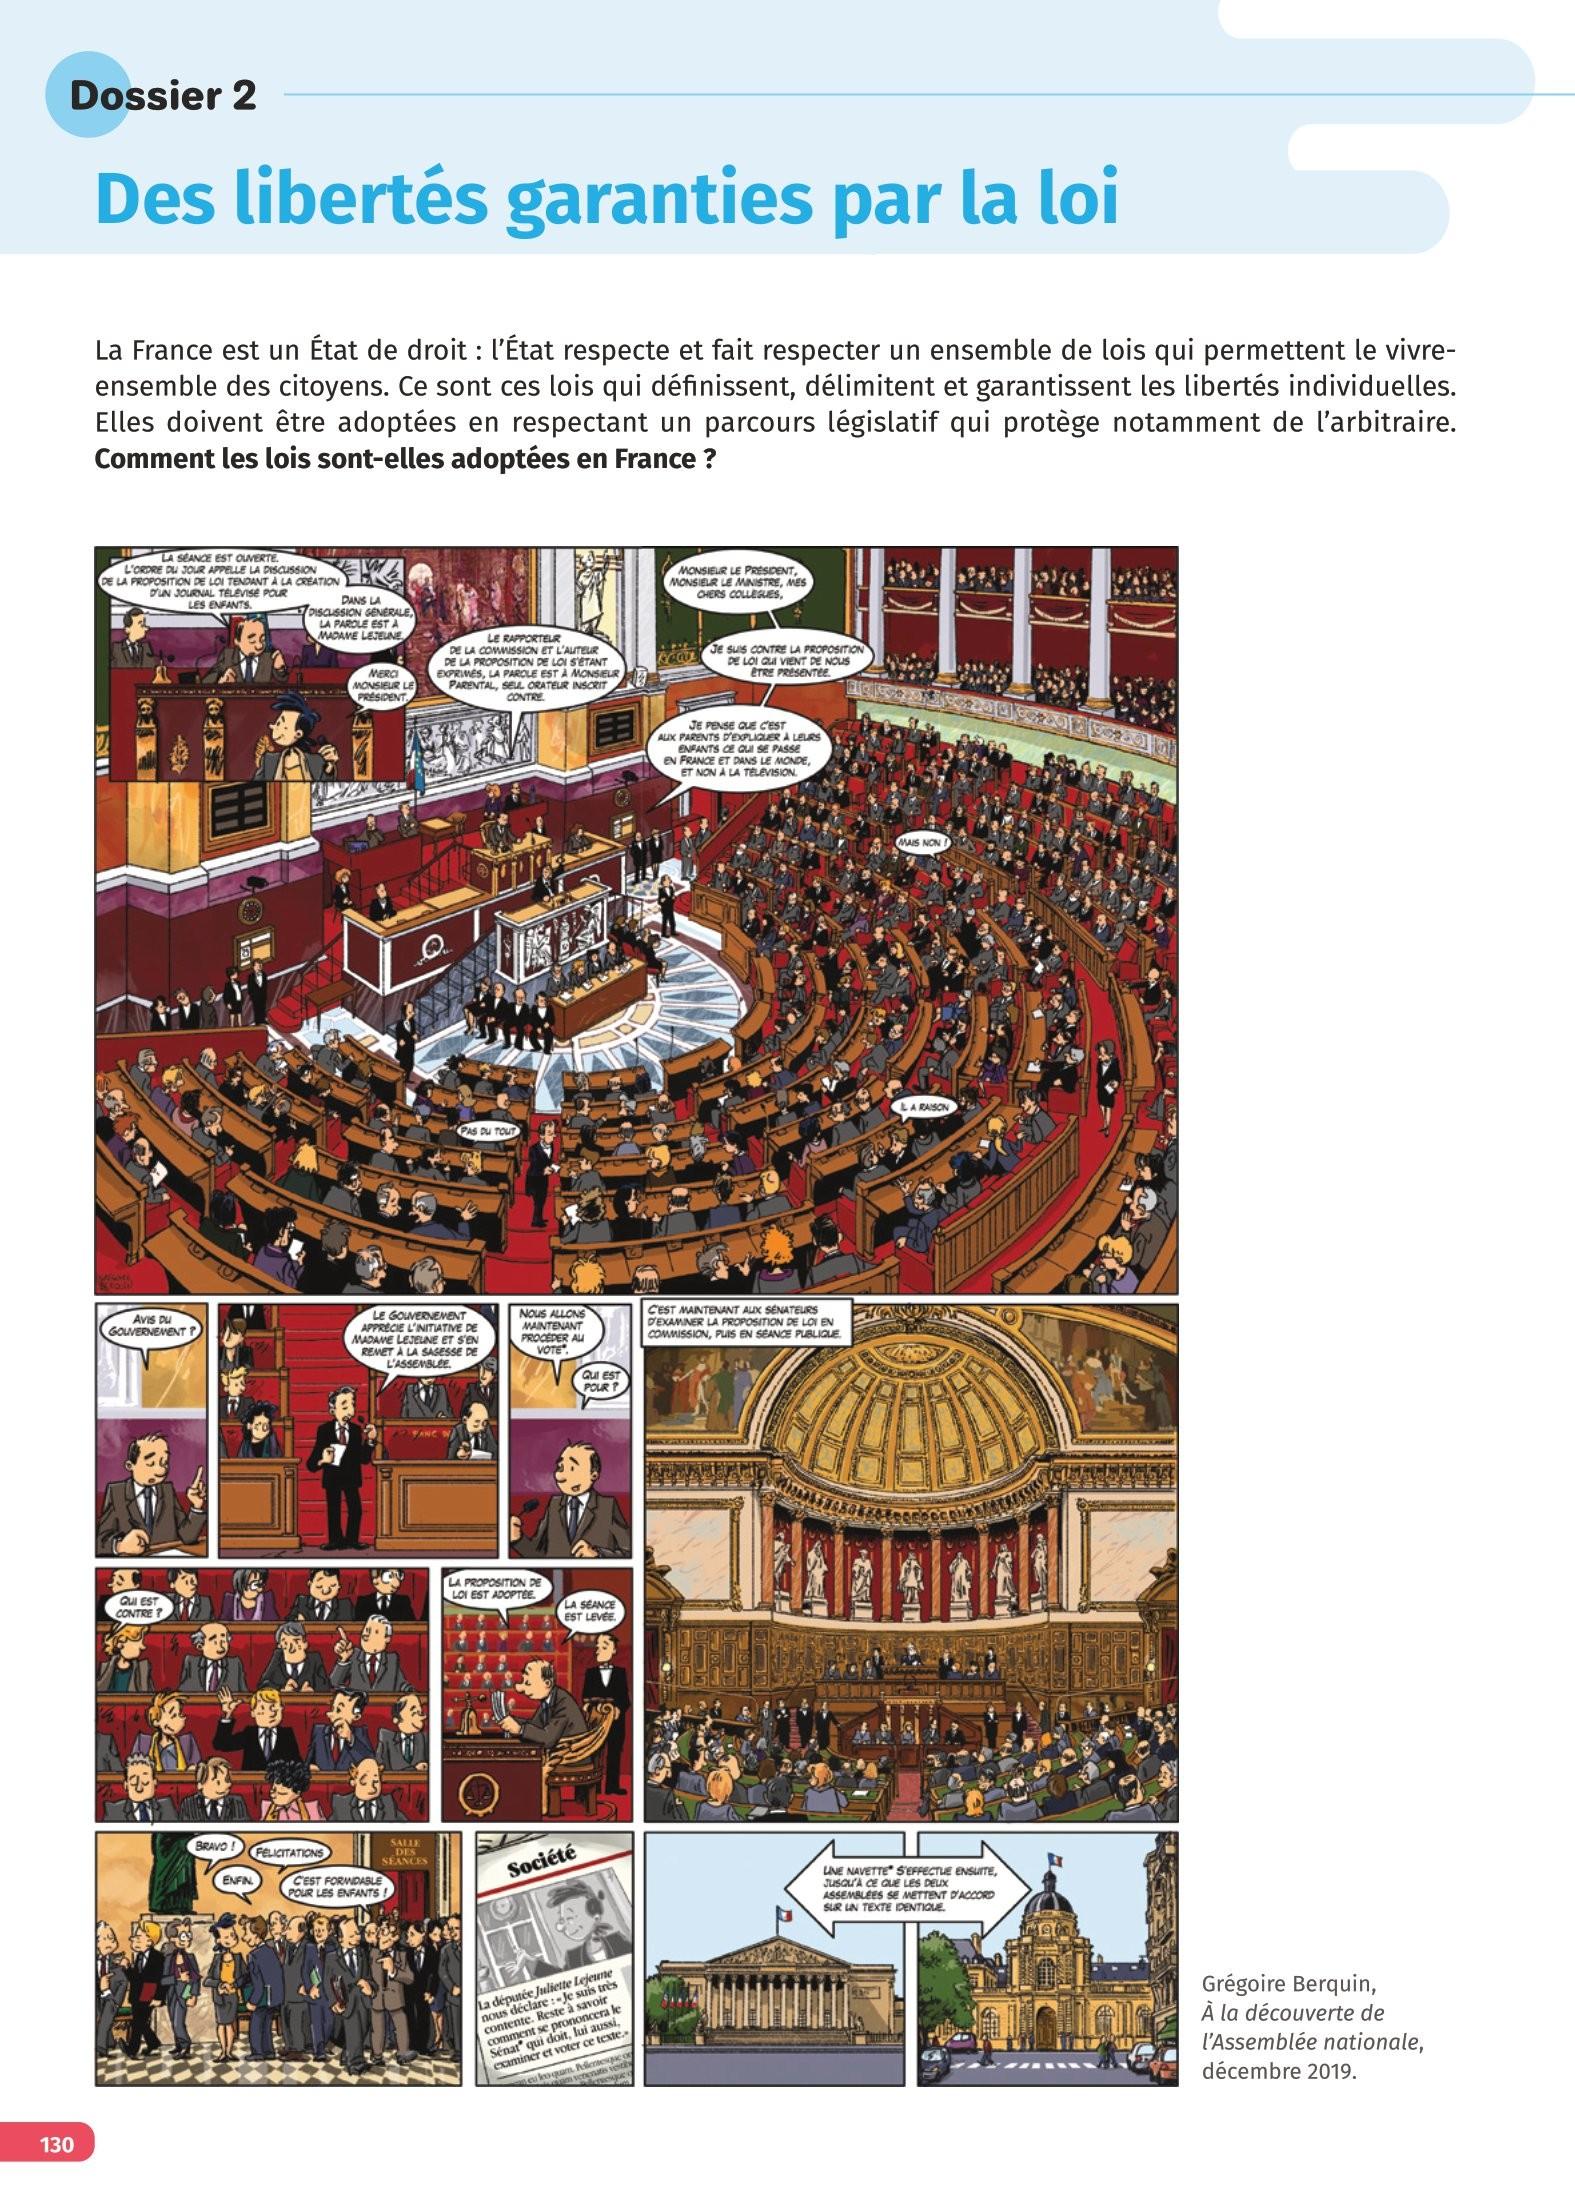 Dossier 2
Des libertés garanties par la loi
La France est un État de droit : l’État respecte et fait respecter un ensemble de lois qui permettent le vivre-
ensemble des citoyens. Ce sont ces lois qui définissent, délimitent et garantissent les libertés individuelles.
Elles doivent être adoptées en respectant un parcours législatif qui protège notamment de l’arbitraire.
Comment les lois sont-elles adoptées en France ?
LA SÉANCE EST OUVERTE.
L'ORDRE DU JOUR APPELLE LA DISCUSSION
DE LA PROPOSITION DE LOI TENDANT À LA CRÉATION
D'UN JOURNAL TÉLÉVISÉ POUR
LES ENFANTS.
DANS LA
DISCUSSION GÉNÉRALE,
LA PAROLE EST À
MADAME LEJEUNE.
MERCI
MONSIEUR LE
PRÉSIDENT.
LE RAPPORTEUR
DE LA COMMISSION ET L'AUTEUR
DE LA PROPOSITION DE LOI S'ÉTANT
EXPRIMÉS, LA PAROLE EST À MONSIEUR
PARENTAL, SEUL ORATEUR INSCRIT
CONTRE.
MONSIEUR LE PRÉSIDENT,
MONSIEUR LE MINISTRE, MES
CHERS COLLÈGUES,
JE SUIS CONTRE LA PROPOSITION
DE LOI QUI VIENT DE NOUS
ÊTRE PRÉSENTÉE.
JE PENSE QUE C'EST
AUX PARENTS D'EXPLIQUER À LEURS
ENFANTS CE QUI SE PASSE
EN FRANCE ET DANS LE MONDE,
ET NON À LA TÉLÉVISION.
MAIS NON !
IL A RAISON
PAS DU TOUT
AVIS DU
GOUVERNEMENT ?
LE GOUVERNEMENT
APPRÉCIE L'INITIATIVE DE
MADAME LEJEUNE ET S'EN
REMET À LA SAGESSE DE
L'ASSEMBLÉE.
BANC D
NOUS ALLONS
MAINTENANT
PROCÉDER AU
VOTE*.
QUI EST
POUR ?
C'EST MAINTENANT AUX SÉNATEURS
D'EXAMINER LA PROPOSITION DE LOI EN
COMMISSION, PUIS EN SÉANCE PUBLIQUE.
QUI EST
CONTRE ?
LA PROPOSITION DE
LOI EST ADOPTÉE.
LA SÉANCE
EST LEVÉE.
BRAVO !
FÉLICITATIONS
ENFIN.
C'EST FORMIDABLE
POUR LES ENFANTS !
SALLE
DES
SÉANCES
Société
La députée Juliette Lejeune
nous déclare : « Je suis très
contente. Reste à savoir
comment se prononcera le
Sénat* qui doit, lui aussi,
examiner et voter ce texte.»
UNE NAVETTE* S'EFFECTUE ENSUITE,
JUSQU'À CE QUE LES DEUX
ASSEMBLÉES SE METTENT D'ACCORD
SUR UN TEXTE IDENTIQUE.
Grégoire Berquin,
À la découverte de
l’Assemblée nationale,
décembre 2019.
130